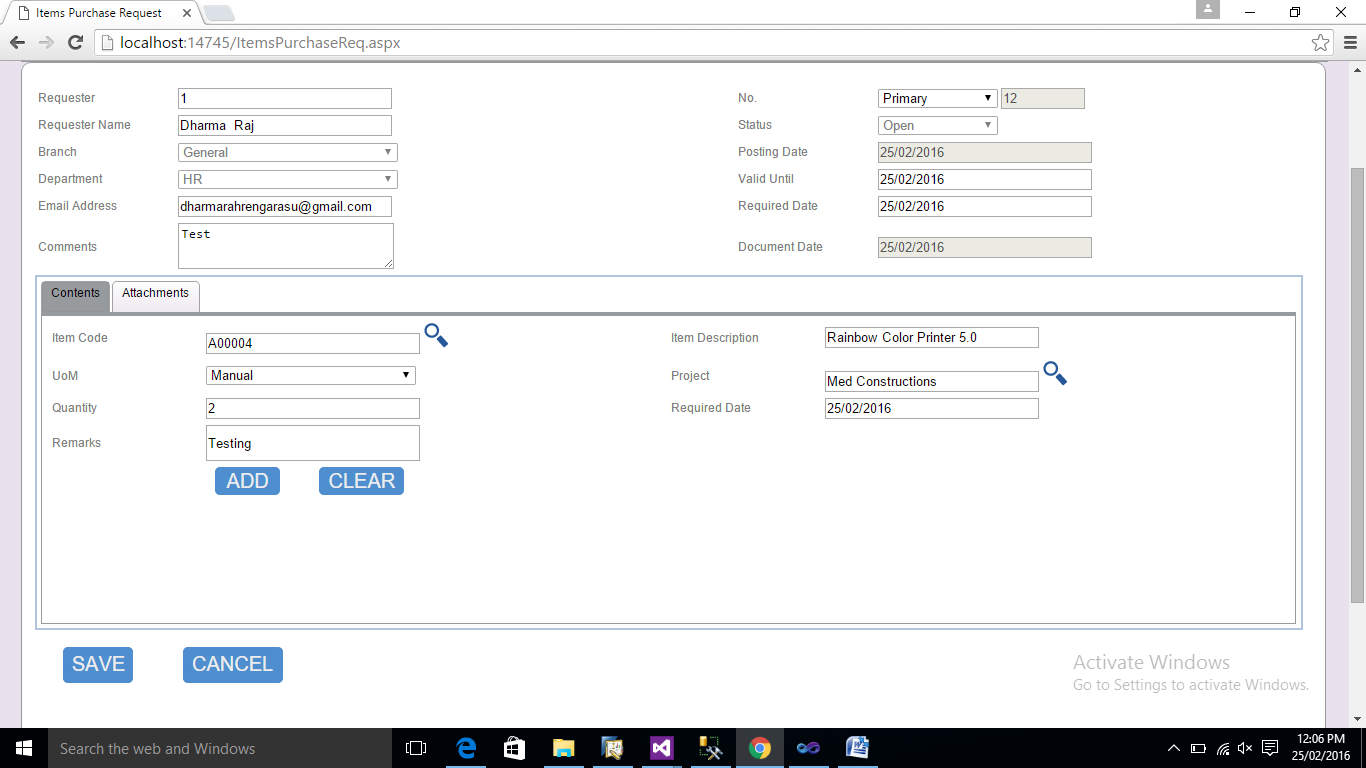 Items Purchase Request
localhost:14745/ItemsPurchaseReq.aspx
Requester 1 No. Primary 12
Requester Name Dharma Raj Status Open
Branch General Posting Date 25/02/2016
Department HR Valid Until 25/02/2016
Email Address dharmarahrengarasu@gmail.com Required Date 25/02/2016
Comments Test Document Date 25/02/2016
Contents Attachments
Item Code A00004 Item Description Rainbow Color Printer 5.0
UoM Manual Project Med Constructions
Quantity 2 Required Date 25/02/2016
Remarks Testing
ADD CLEAR
SAVE CANCEL
Activate Windows
Go to Settings to activate Windows.
Search the web and Windows
12:06 PM
25/02/2016